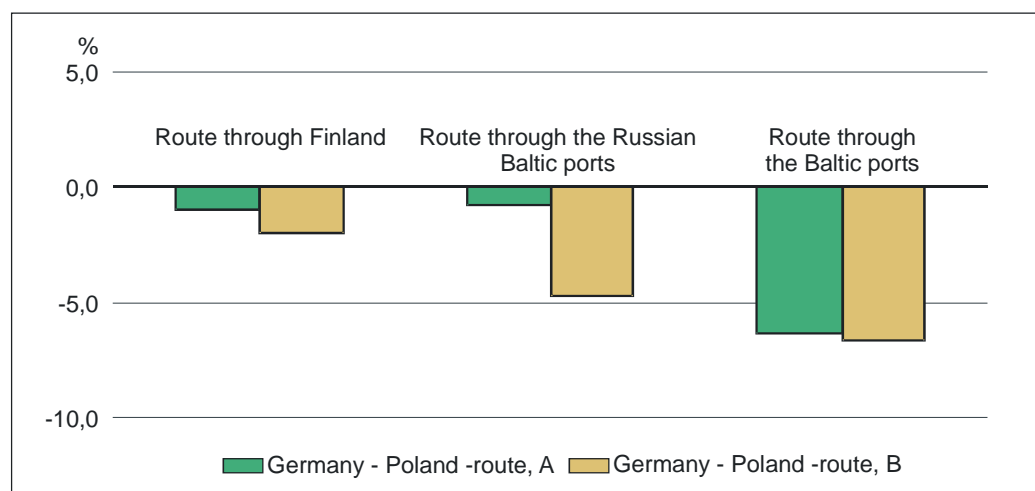 %
5,0
Route through Finland
Route through the Russian
Baltic ports
Route through
the Baltic ports
0,0
-5,0
-10,0
Germany - Poland -route, A
Germany - Poland -route, B